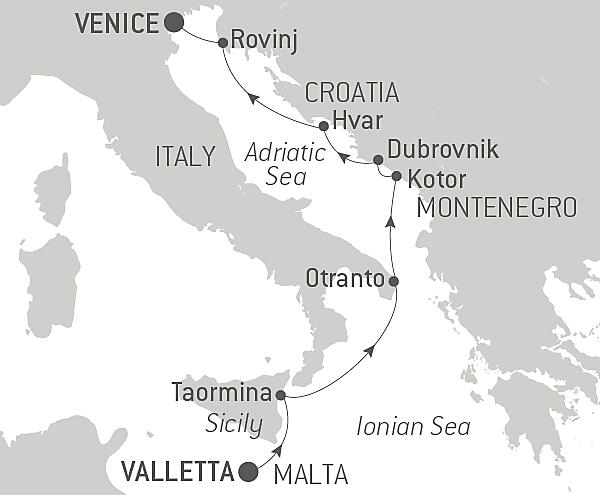 VENICE
Rovinj
CROATIA
Hvar
ITALY
Adriatic
Sea
Dubrovnik
Kotor
MONTENEGRO
Otranto
Taormina
Sicily
Ionian Sea
VALLETTA
MALTA